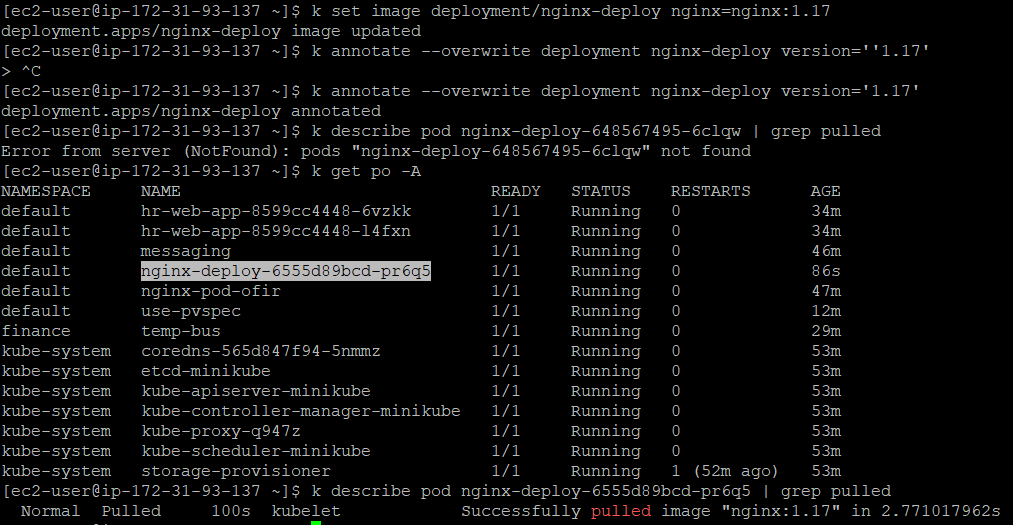 [ec2-user@ip-172-31-93-137 ~]$ k set image deployment/nginx-deploy nginx=nginx:1.17
deployment.apps/nginx-deploy image updated
[ec2-user@ip-172-31-93-137 ~]$ k annotate --overwrite deployment nginx-deploy version=''1.17'
> ^C
[ec2-user@ip-172-31-93-137 ~]$ k annotate --overwrite deployment nginx-deploy version='1.17'
deployment.apps/nginx-deploy annotated
[ec2-user@ip-172-31-93-137 ~]$ k describe pod nginx-deploy-648567495-6clqw | grep pulled
Error from server (NotFound): pods "nginx-deploy-648567495-6clqw" not found
[ec2-user@ip-172-31-93-137 ~]$ k get po -A
NAMESPACE     NAME                               READY   STATUS    RESTARTS      AGE
default       hr-web-app-8599cc4448-6vzkk        1/1     Running   0             34m
default       hr-web-app-8599cc4448-l4fxn        1/1     Running   0             34m
default       messaging                          1/1     Running   0             46m
default       nginx-deploy-6555d89bcd-pr6q5      1/1     Running   0             86s
default       nginx-pod-ofir                     1/1     Running   0             47m
default       use-pvspec                         1/1     Running   0             12m
finance       temp-bus                           1/1     Running   0             29m
kube-system   coredns-565d847f94-5nmmz           1/1     Running   0             53m
kube-system   etcd-minikube                      1/1     Running   0             53m
kube-system   kube-apiserver-minikube            1/1     Running   0             53m
kube-system   kube-controller-manager-minikube   1/1     Running   0             53m
kube-system   kube-proxy-q947z                   1/1     Running   0             53m
kube-system   kube-scheduler-minikube            1/1     Running   0             53m
kube-system   storage-provisioner                1/1     Running   1 (52m ago)   53m
[ec2-user@ip-172-31-93-137 ~]$ k describe pod nginx-deploy-6555d89bcd-pr6q5 | grep pulled
  Normal  Pulled     100s  kubelet            Successfully pulled image "nginx:1.17" in 2.771017962s